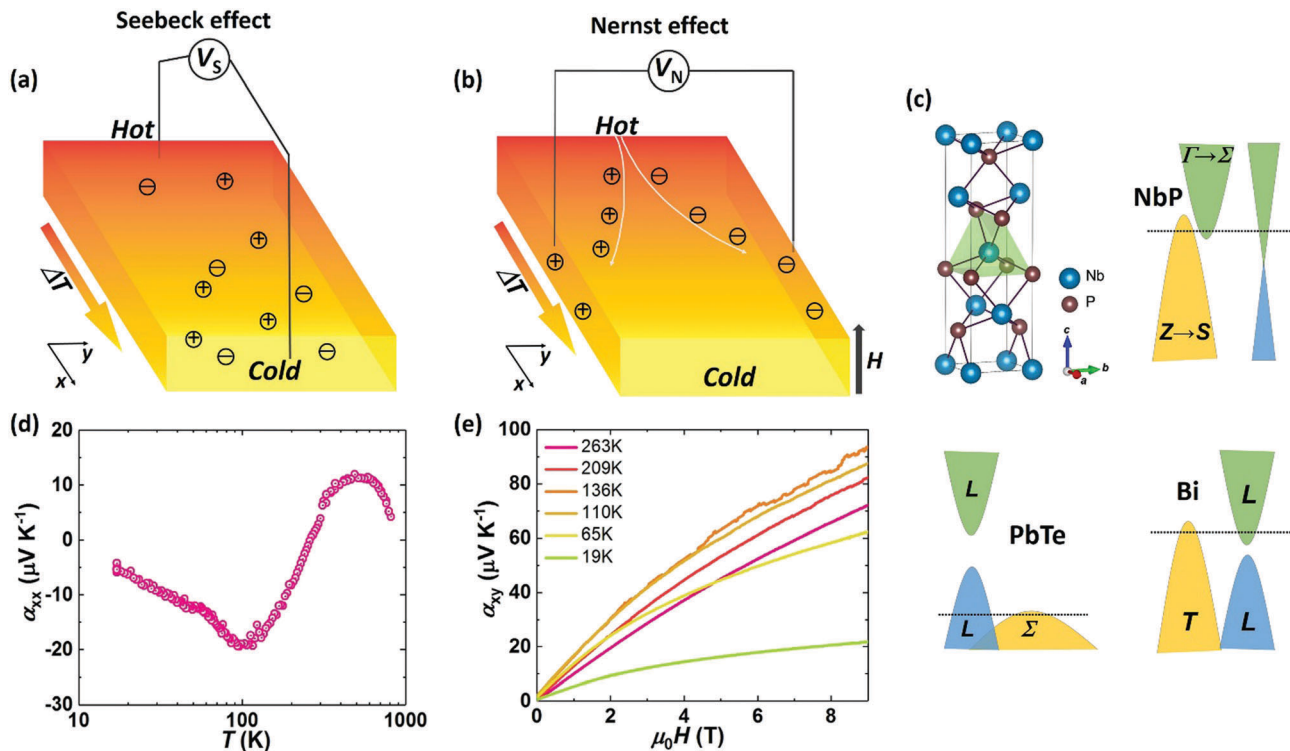 Seebeck effect
(a)
V_S
Hot
⊖ ⊕
⊕
⊖
⊕ ⊖
⊕
⊕
⊖ ⊖
ΔT
y
x
Cold
Nernst effect
(b)
V_N
Hot
⊕ ⊖
⊕ ⊖
⊕ ⊖
⊕ ⊖
⊕ ⊖
ΔT
y
x
Cold
H
(c)
Nb
P
c
b
a
NbP
Γ→Σ
Z→S
L
PbTe
L
Σ
Bi
L
T
L
(d)
α_xx (μV K⁻¹)
20
10
0
-10
-20
-30
10
100
1000
T (K)
(e)
α_xy (μV K⁻¹)
100
80
60
40
20
0
263K
209K
136K
110K
65K
19K
0
2
4
6
8
μ₀H (T)